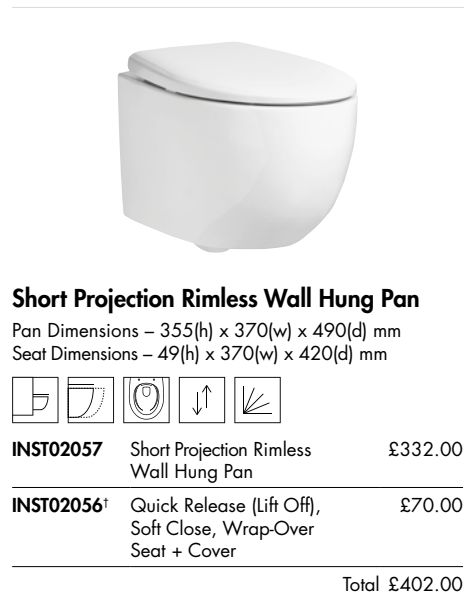 Short Projection Rimless Wall Hung Pan
Pan Dimensions – 355(h) x 370(w) x 490(d) mm
Seat Dimensions – 49(h) x 370(w) x 420(d) mm
INST02057 Short Projection Rimless £332.00
Wall Hung Pan
INST02056† Quick Release (Lift Off), £70.00
Soft Close, Wrap-Over
Seat + Cover
Total £402.00